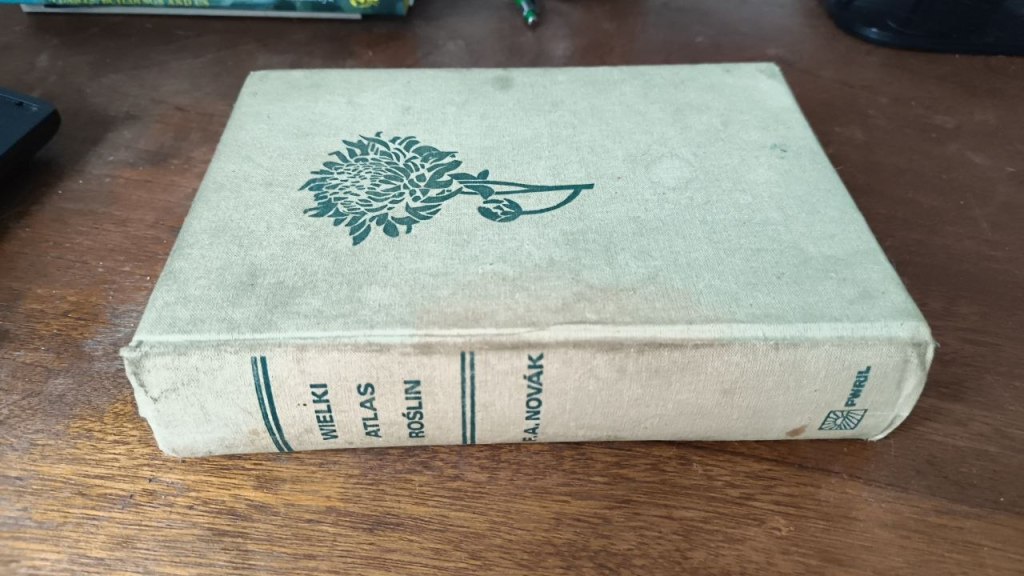 WIELKI
ATLAS
ROŚLIN
F. A. NOVÁK
PWRiL